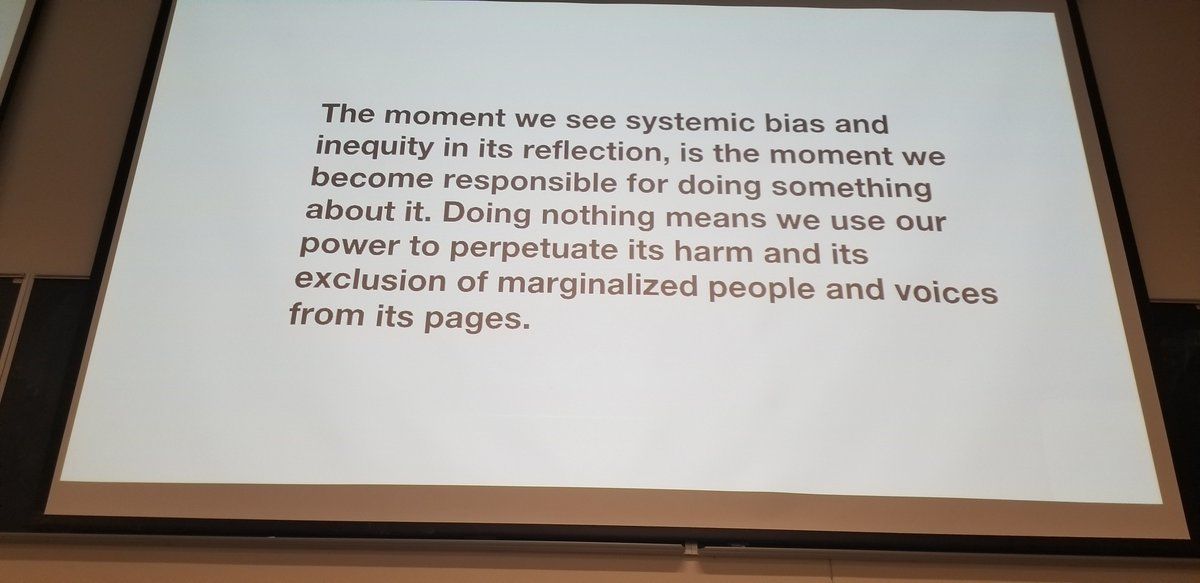 The moment we see systemic bias and
inequity in its reflection, is the moment we
become responsible for doing something
about it. Doing nothing means we use our
power to perpetuate its harm and its
exclusion of marginalized people and voices
from its pages.